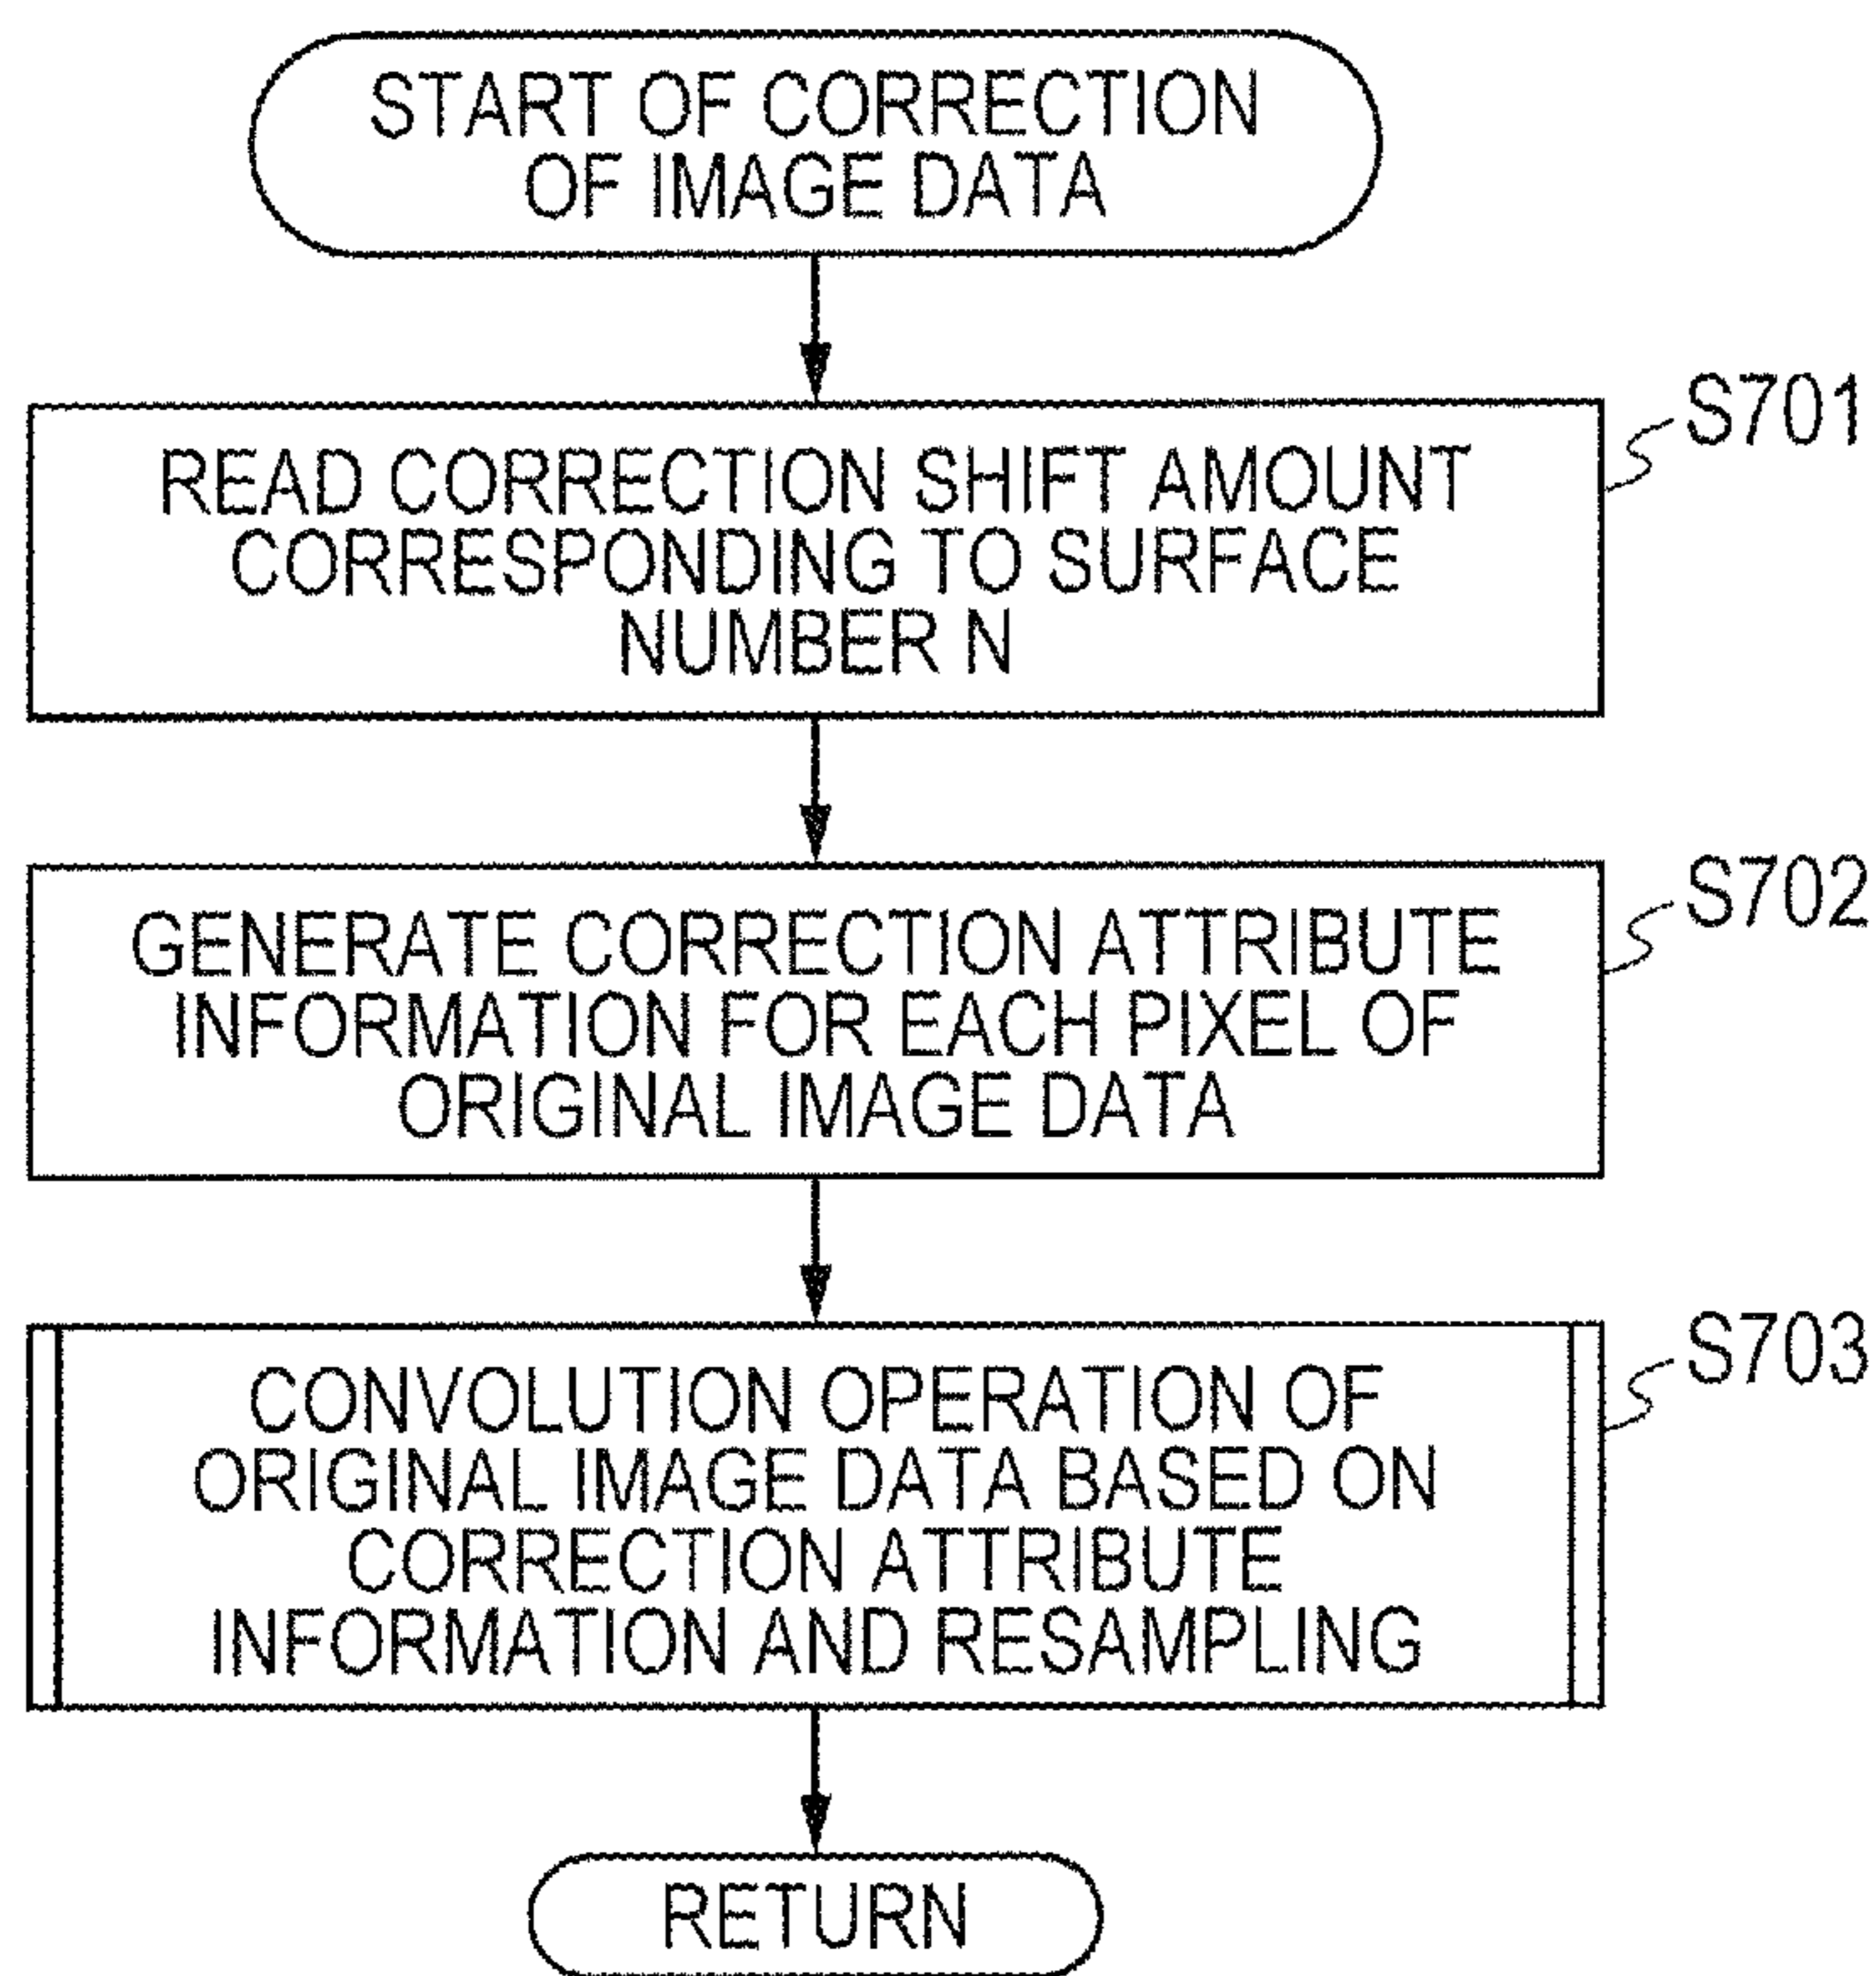 START OF CORRECTION
OF IMAGE DATA
S701
READ CORRECTION SHIFT AMOUNT
CORRESPONDING TO SURFACE
NUMBER N
S702
GENERATE CORRECTION ATTRIBUTE
INFORMATION FOR EACH PIXEL OF
ORIGINAL IMAGE DATA
S703
CONVOLUTION OPERATION OF
ORIGINAL IMAGE DATA BASED ON
CORRECTION ATTRIBUTE
INFORMATION AND RESAMPLING
RETURN